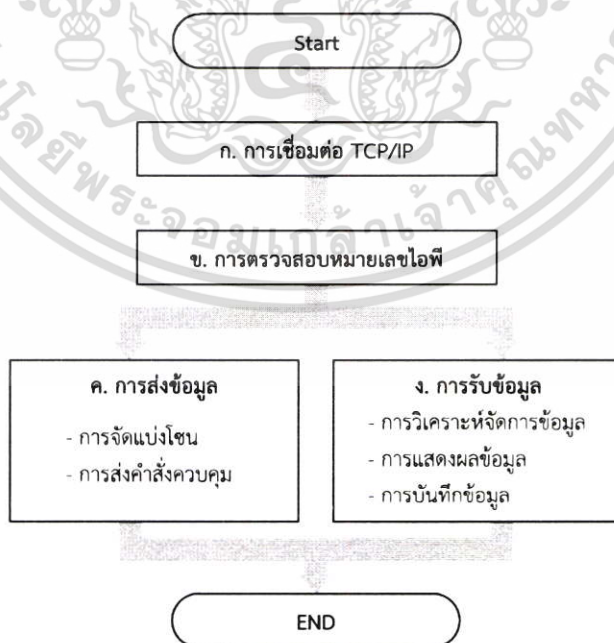 Start
ก. การเชื่อมต่อ TCP/IP
ข. การตรวจสอบหมายเลขไอพี
ค. การส่งข้อมูล
- การจัดแบ่งโซน
- การส่งคำสั่งควบคุม
ง. การรับข้อมูล
- การวิเคราะห์จัดการข้อมูล
- การแสดงผลข้อมูล
- การบันทึกข้อมูล
END